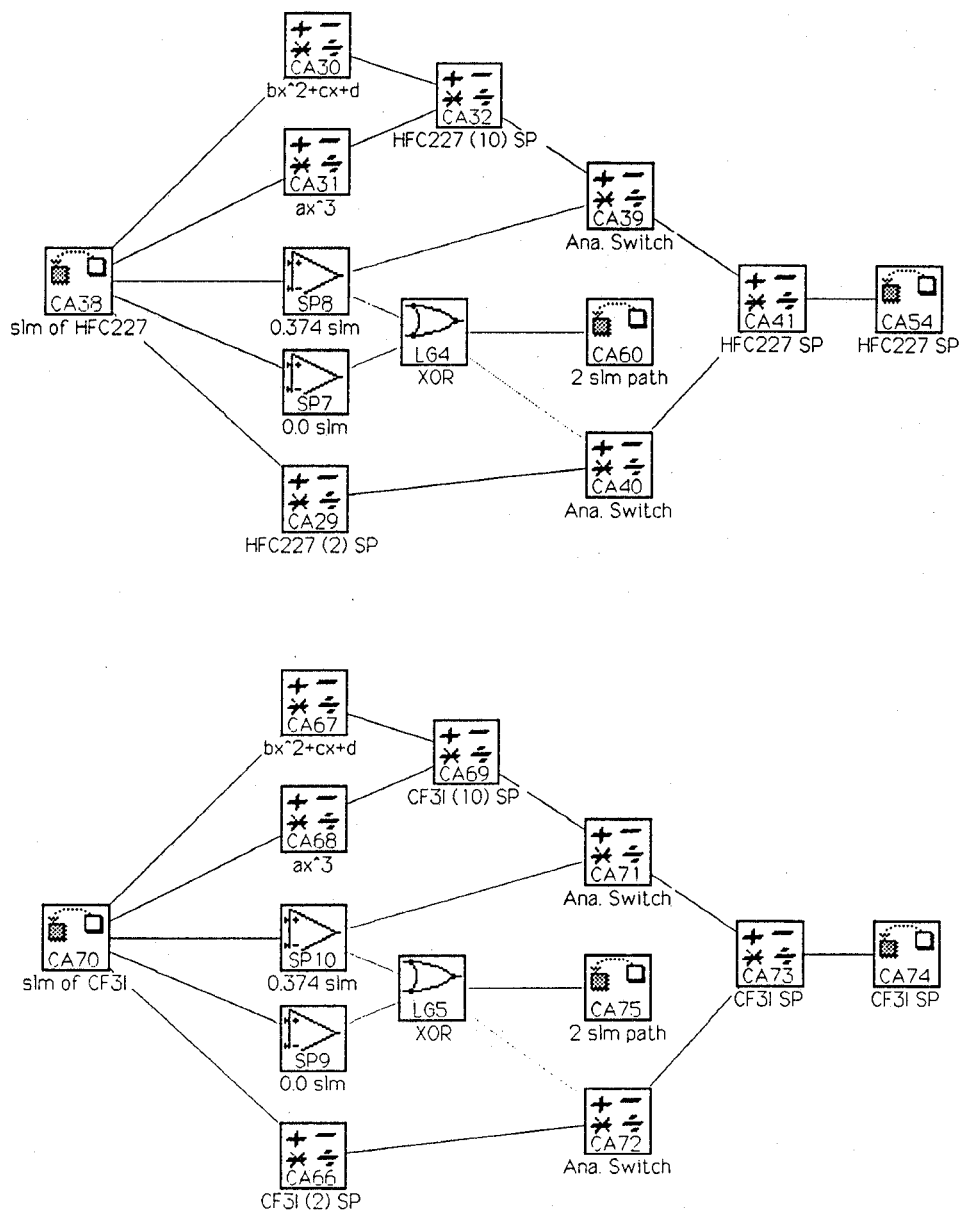 CA30
bx^2+cx+d
CA32
HFC227 (10) SP
CA31
ax^3
CA39
Ana. Switch
CA38
slm of HFC227
SP8
0.374 slm
LG4
XOR
CA60
2 slm path
CA41
HFC227 SP
CA54
HFC227 SP
SP7
0.0 slm
CA40
Ana. Switch
CA29
HFC227 (2) SP
CA67
bx^2+cx+d
CA69
CF3I (10) SP
CA68
ax^3
CA71
Ana. Switch
CA70
slm of CF3I
SP10
0.374 slm
LG5
XOR
CA75
2 slm path
CA73
CF3I SP
CA74
CF3I SP
SP9
0.0 slm
CA72
Ana. Switch
CA66
CF3I (2) SP